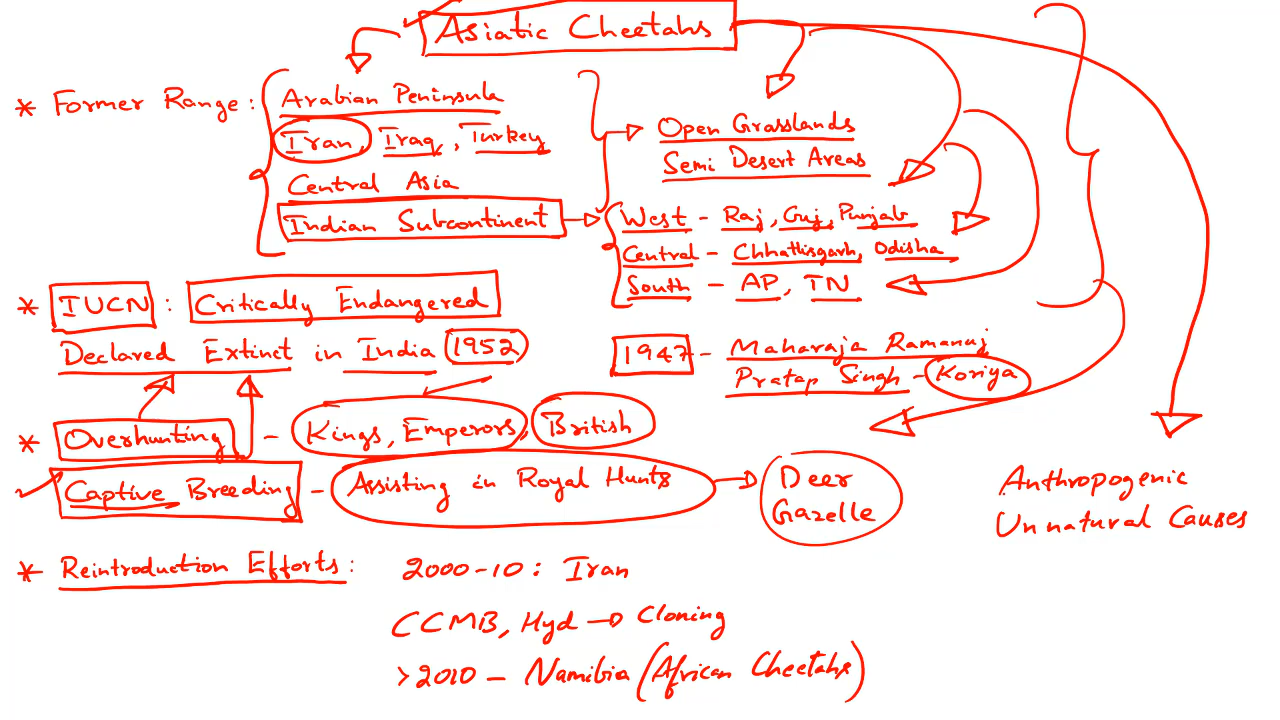 Asiatic Cheetahs
* Former Range : Arabian Peninsula
Iran, Iraq, Turkey
Central Asia
Indian Subcontinent
Open Grasslands
Semi Desert Areas
West - Raj, Guj, Punjab
Central - Chhattisgarh, Odisha
South - AP, TN
* IUCN : Critically Endangered
Declared Extinct in India 1952
1947 - Maharaja Ramanuj
Pratap Singh - Koriya
* Overhunting - Kings, Emperors, British
Captive Breeding - Assisting in Royal Hunts
Deer
Gazelle
Anthropogenic
Unnatural Causes
* Reintroduction Efforts : 2000-10 : Iran
CCMB, Hyd → Cloning
>2010 - Namibia (African Cheetahs)